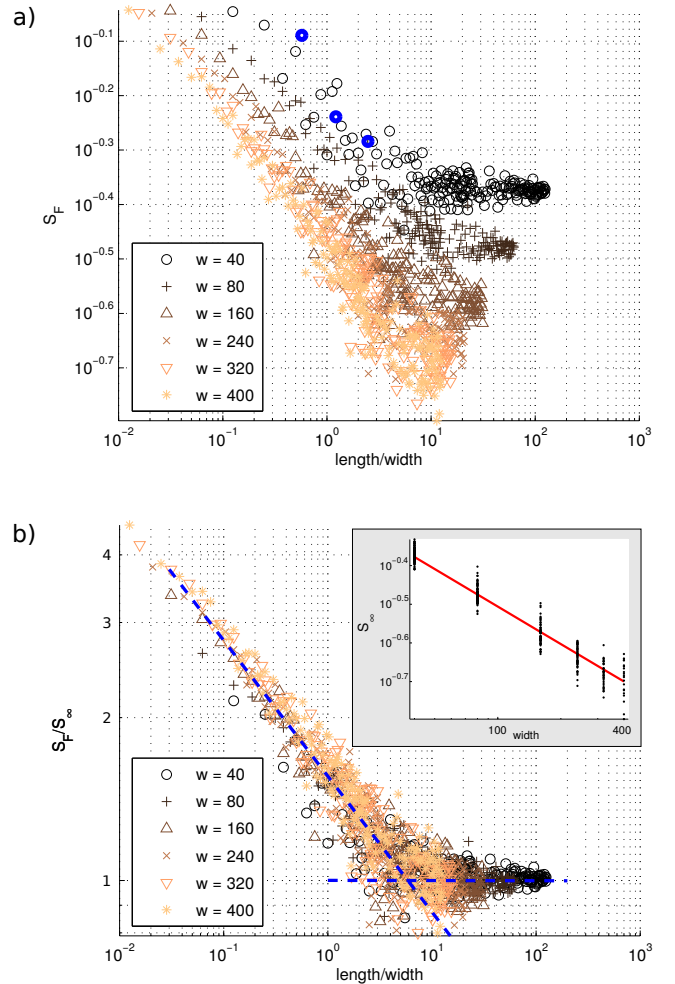 a)
10^-0.1
10^-0.2
10^-0.3
10^-0.4
10^-0.5
10^-0.6
10^-0.7
S_F
w = 40
w = 80
w = 160
w = 240
w = 320
w = 400
10^-2
10^-1
10^0
10^1
10^2
10^3
length/width
b)
4
3
2
1
S_F/S_∞
10^-0.4
10^-0.5
10^-0.6
10^-0.7
S_∞
100
400
width
w = 40
w = 80
w = 160
w = 240
w = 320
w = 400
10^-2
10^-1
10^0
10^1
10^2
10^3
length/width